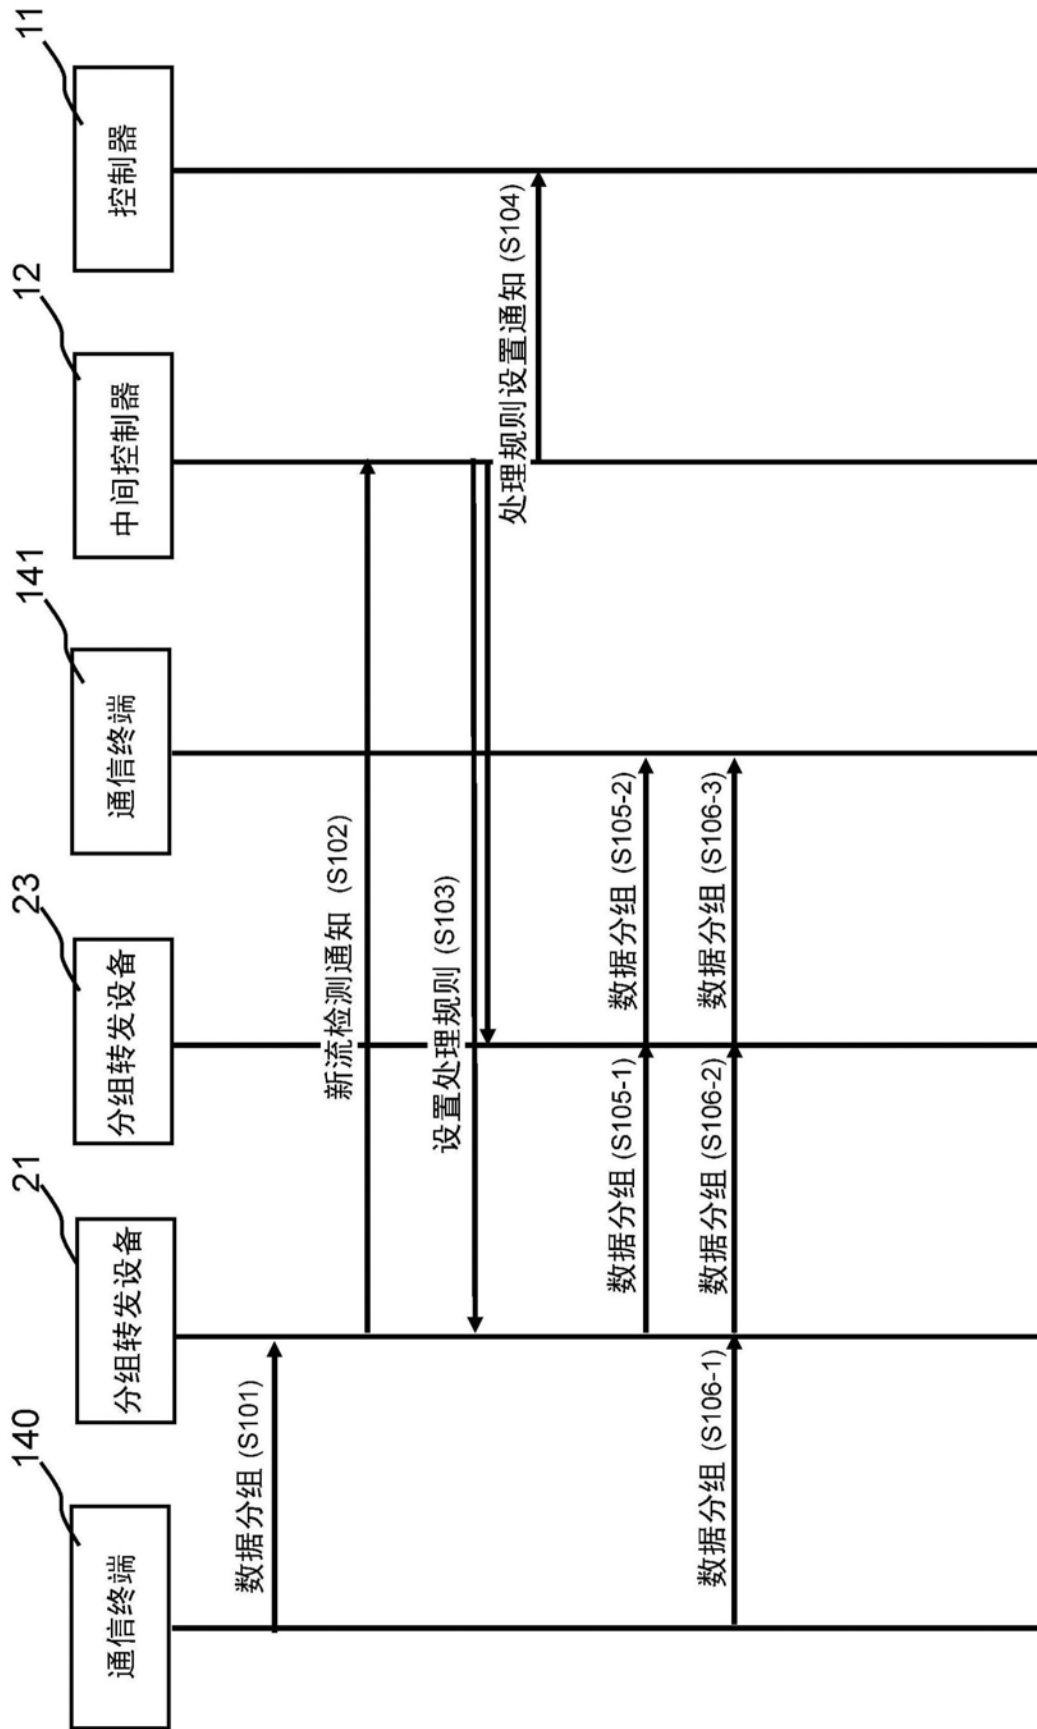 140
21
23
141
12
11
通信终端
分组转发设备
分组转发设备
通信终端
中间控制器
控制器
数据分组 (S101)
新流检测通知 (S102)
设置处理规则 (S103)
处理规则设置通知 (S104)
数据分组 (S105-1)
数据分组 (S105-2)
数据分组 (S106-1)
数据分组 (S106-2)
数据分组 (S106-3)